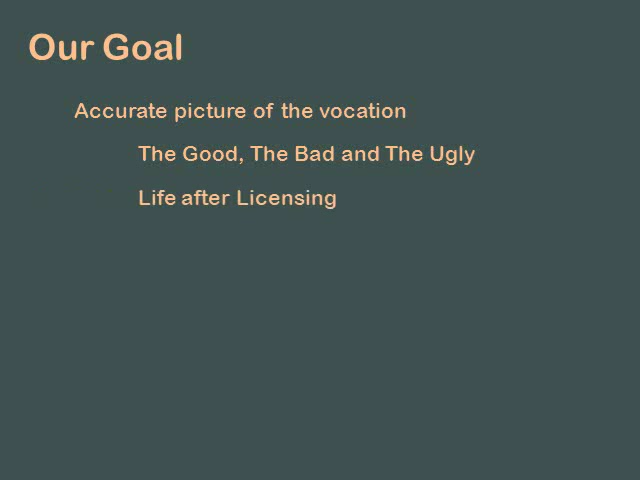 Our Goal
Accurate picture of the vocation
The Good, The Bad and The Ugly
Life after Licensing